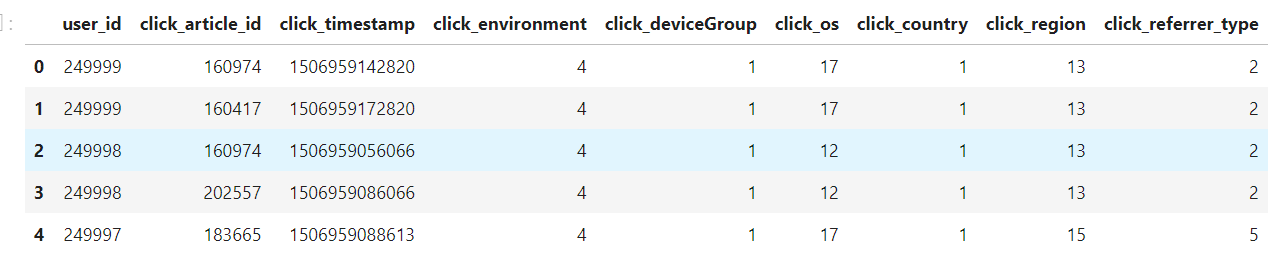 ]: user_id click_article_id click_timestamp click_environment click_deviceGroup click_os click_country click_region click_referrer_type
0 249999 160974 1506959142820 4 1 17 1 13 2
1 249999 160417 1506959172820 4 1 17 1 13 2
2 249998 160974 1506959056066 4 1 12 1 13 2
3 249998 202557 1506959086066 4 1 12 1 13 2
4 249997 183665 1506959088613 4 1 17 1 15 5